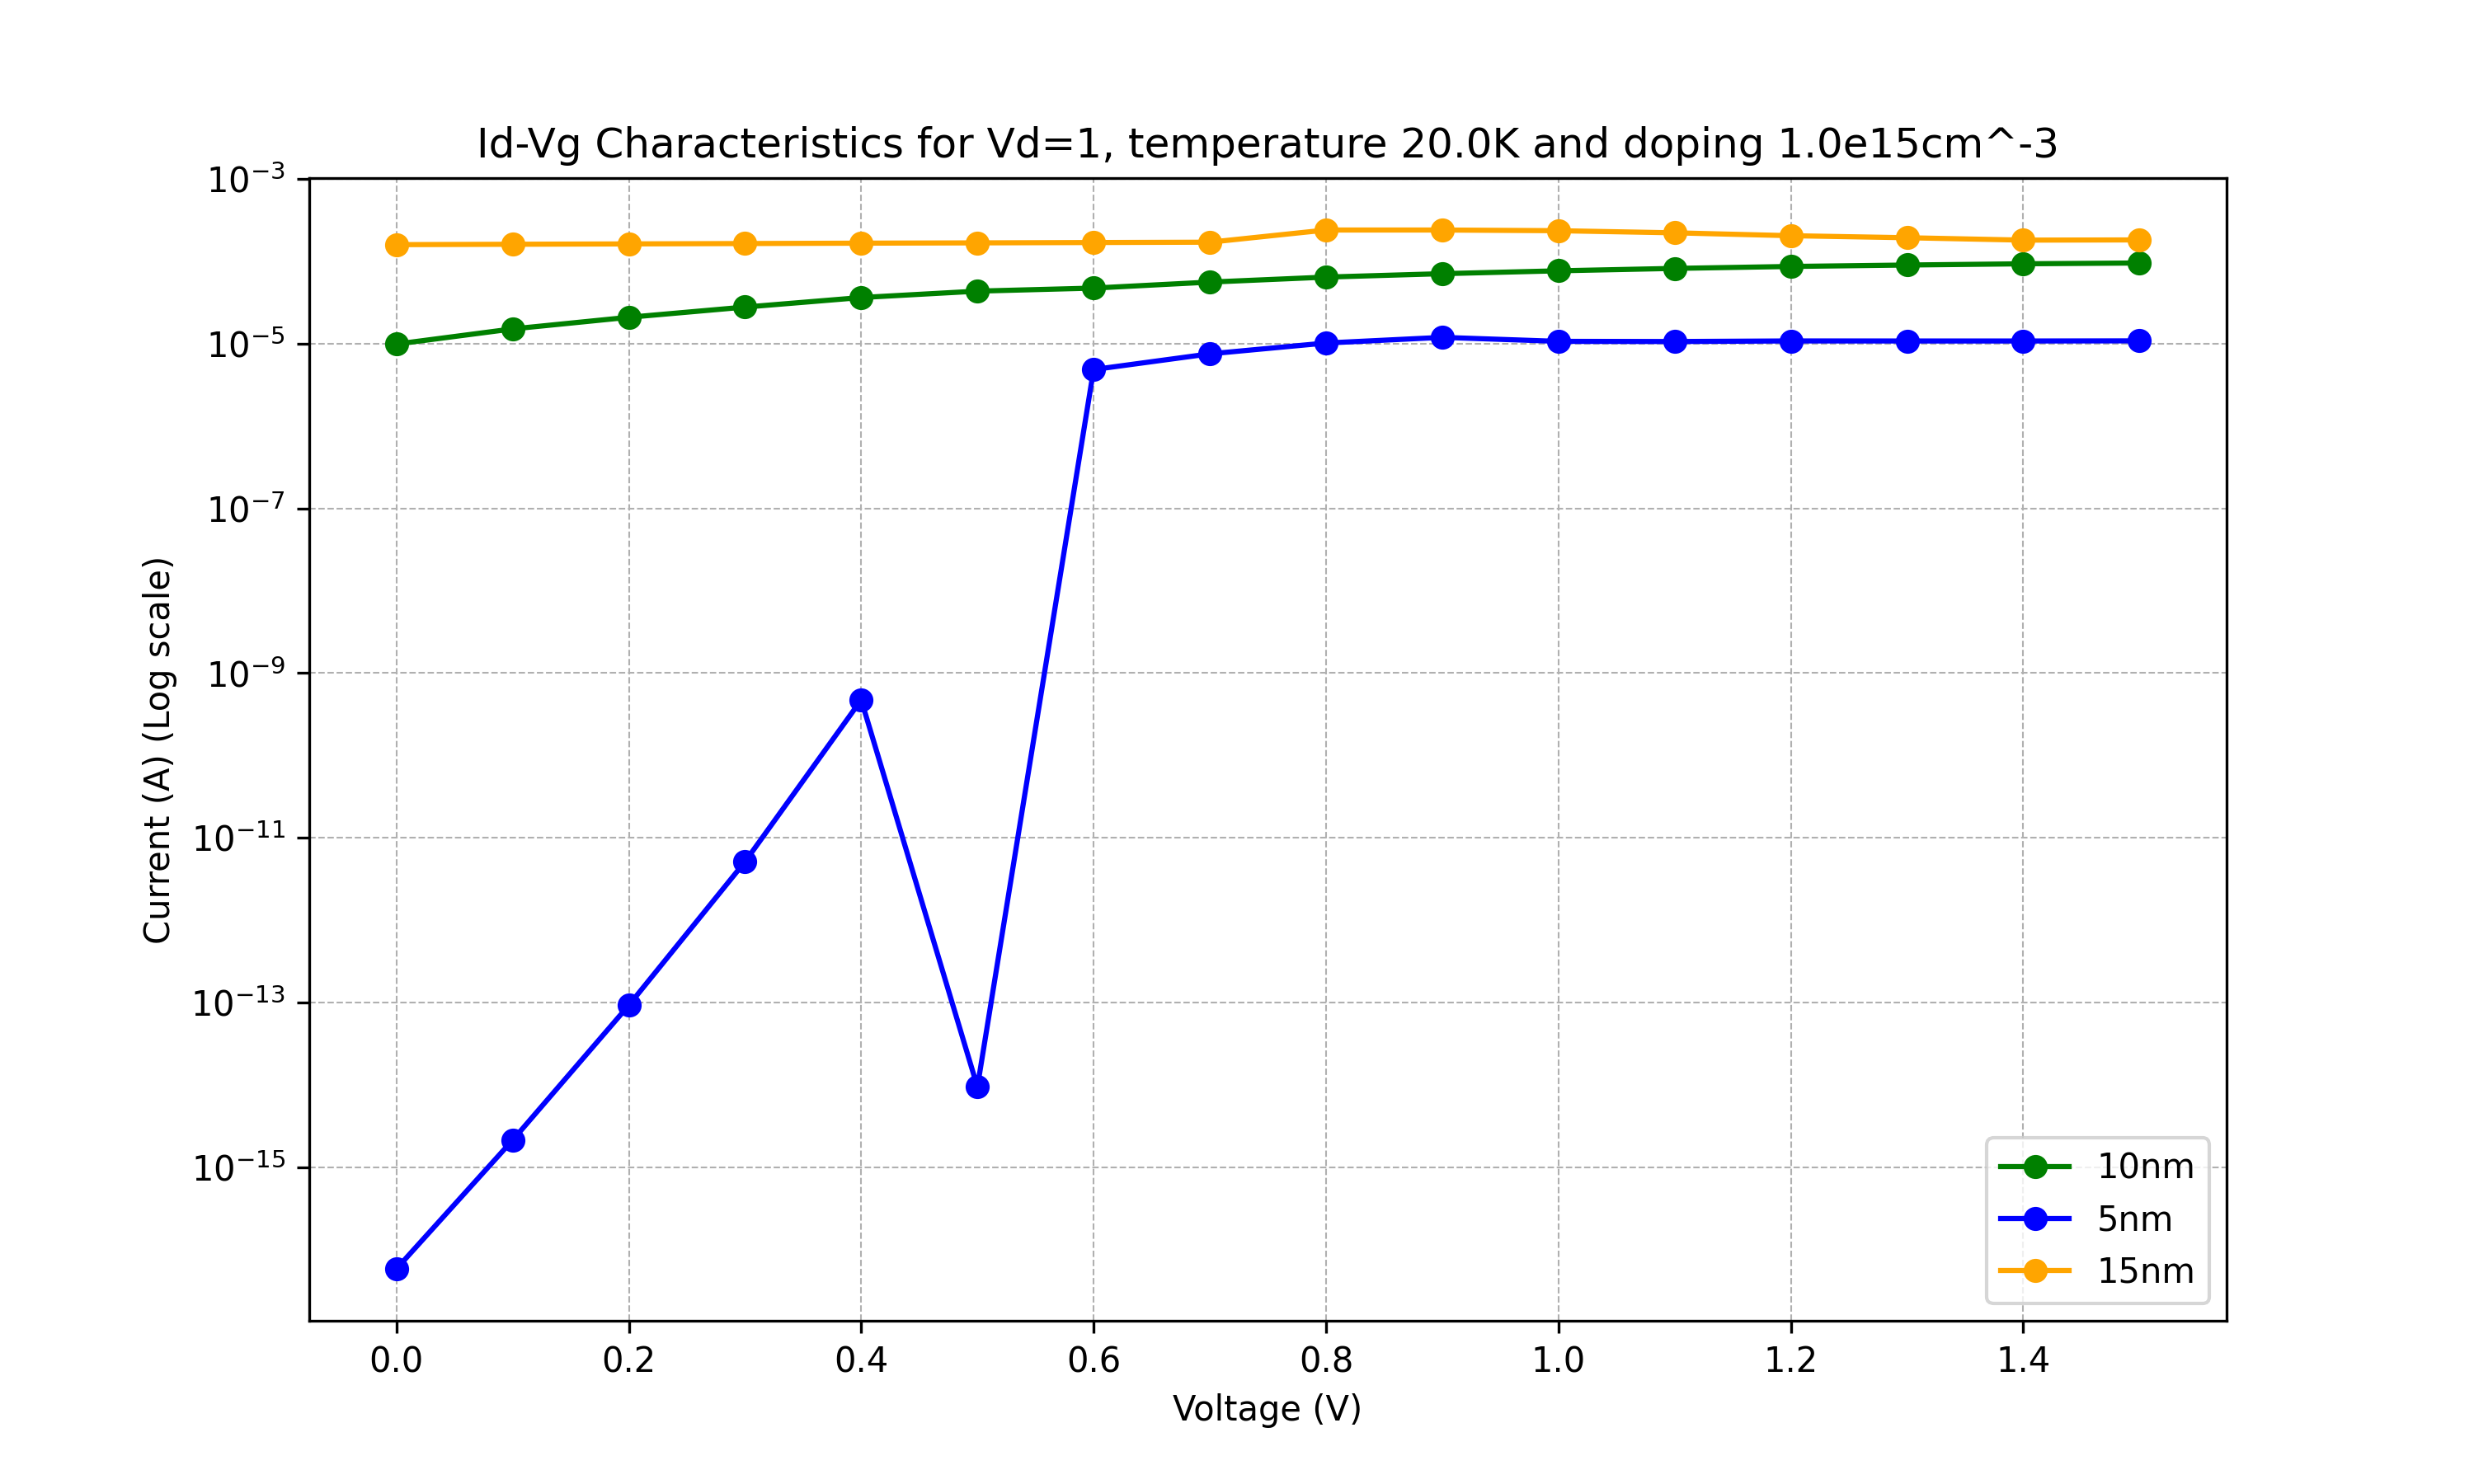 Id-Vg Characteristics for Vd=1, temperature 20.0K and doping 1.0e15cm^-3
Current (A) (Log scale)
10⁻³
10⁻⁵
10⁻⁷
10⁻⁹
10⁻¹¹
10⁻¹³
10⁻¹⁵
10nm
5nm
15nm
0.0 0.2 0.4 0.6 0.8 1.0 1.2 1.4
Voltage (V)